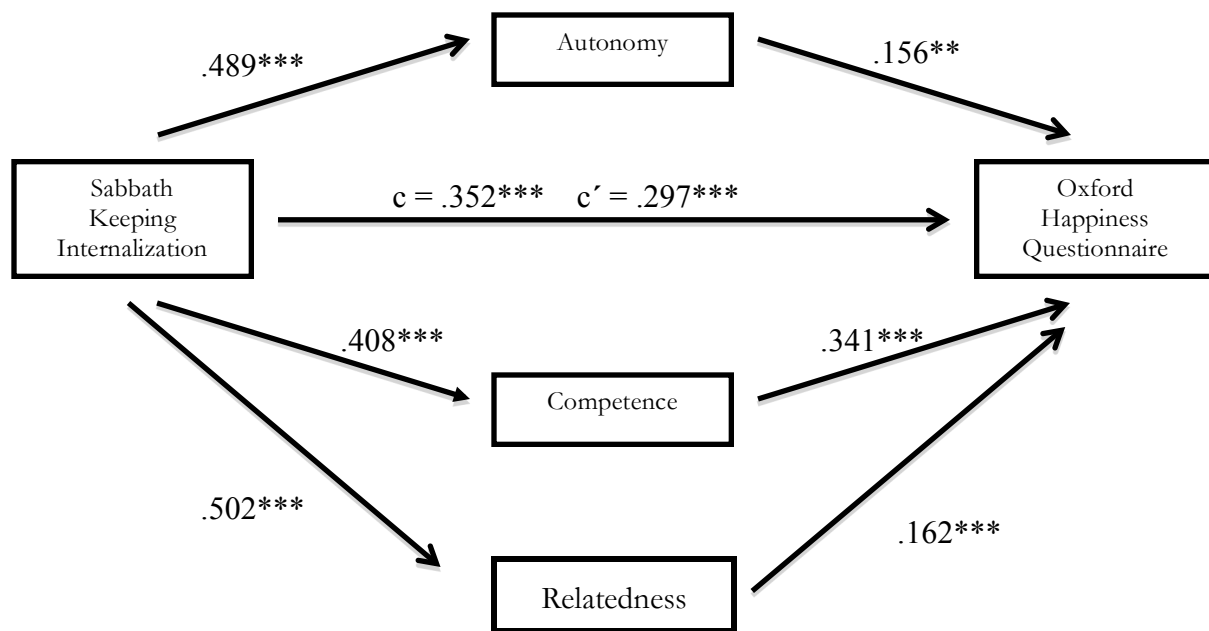 Autonomy
.489***
.156**
Sabbath
Keeping
Internalization
c = .352*** c´ = .297***
Oxford
Happiness
Questionnaire
.408***
.341***
Competence
.502***
.162***
Relatedness